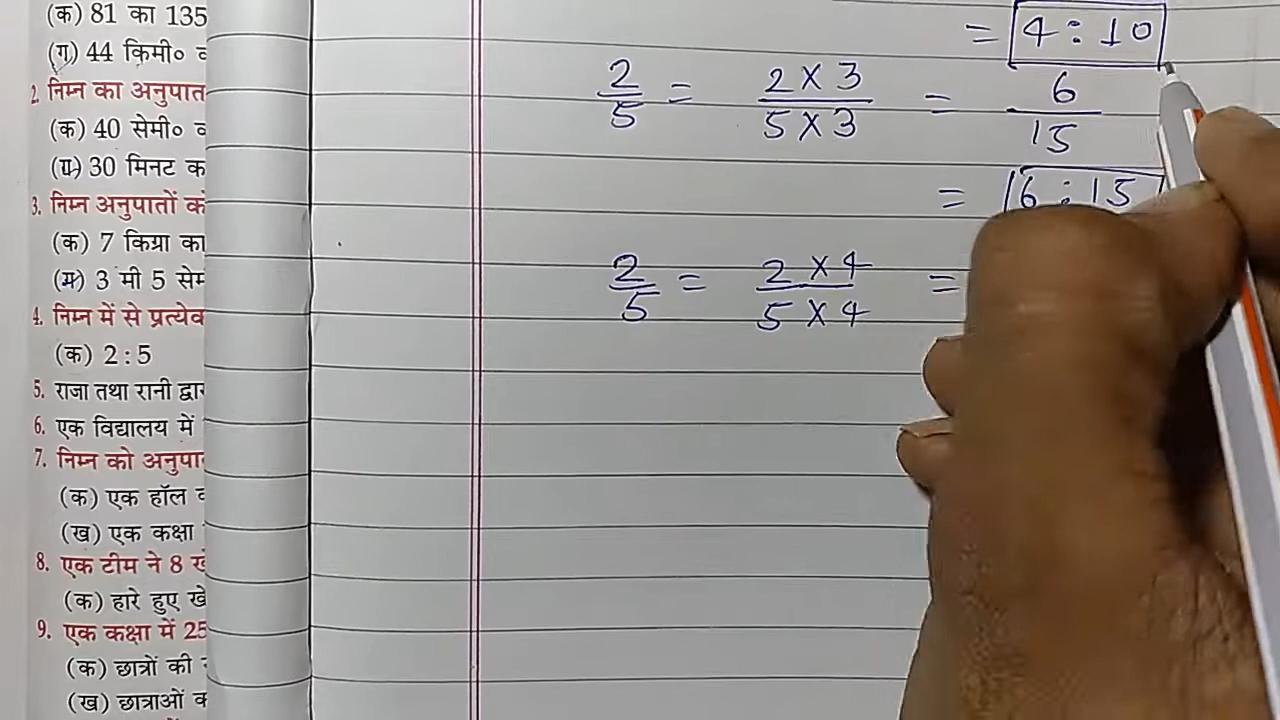 (क) 81 का 135
(ग) 44 किमी०
2. निम्न का अनुपात
(क) 40 सेमी०
(ग) 30 मिनट
3. निम्न अनुपातों को
(क) 7 किग्रा का
3 मी 5 सेमी
4. निम्न में से प्रत्येक
(क) 2:5
5. राजा तथा रानी
6. एक विद्यालय में
7. निम्न को
(क) एक हॉल
(ख) एक कक्षा
8. एक टीम ने 8
(क) हारे हुए
9. एक कक्षा में 25
(क) छात्रों की
(ख) छात्राओं
= 4 : 10
2/5 = 2 X 3 / 5 X 3 = 6/15
= 6 : 15
2/5 = 2 X 4 / 5 X 4 =